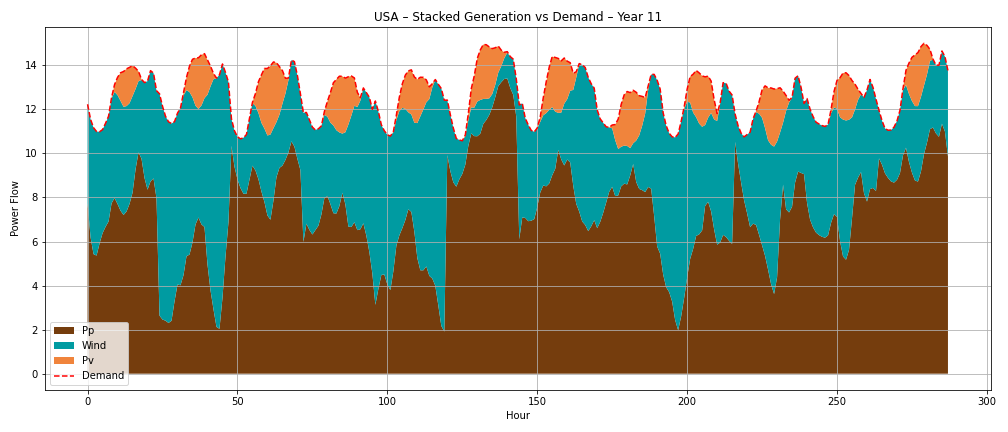 USA – Stacked Generation vs Demand – Year 11
Power Flow
14
12
10
8
6
4
2
0
Pp
Wind
Pv
Demand
0 50 100 150 200 250 300
Hour